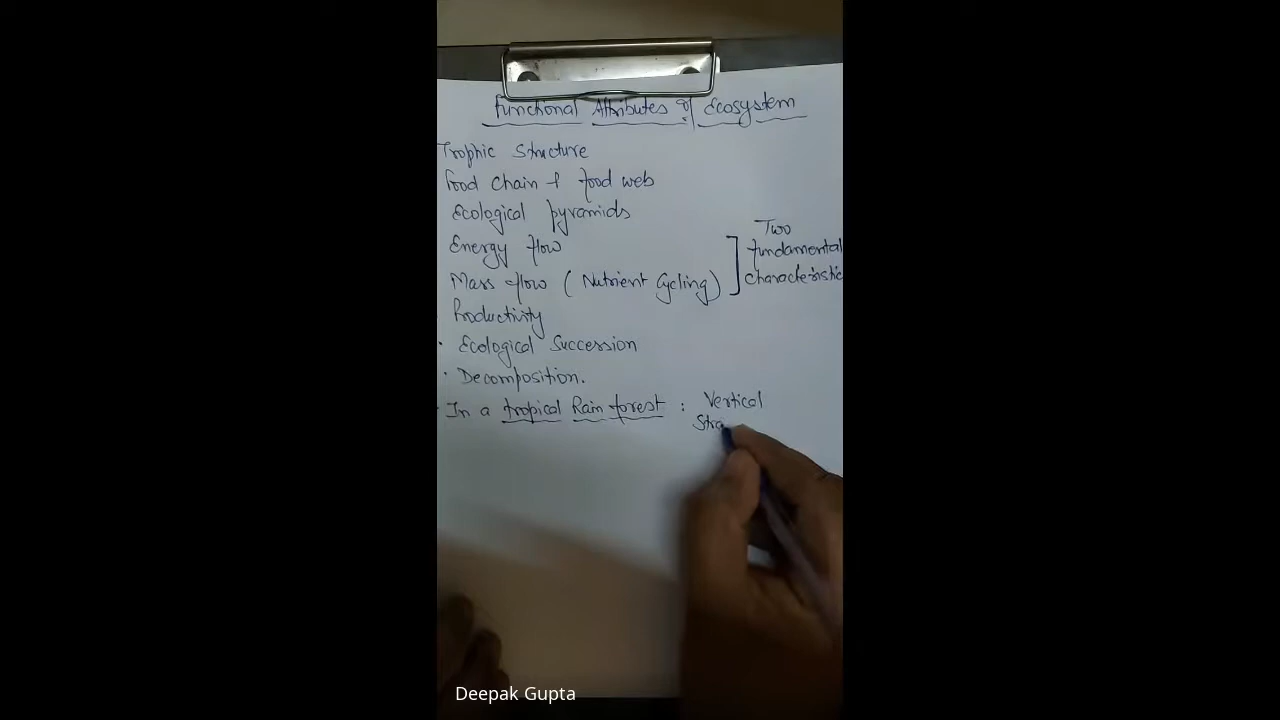 Functional Attributes of Ecosystem
Trophic Structure
Food Chain & food web
Ecological pyramids
Energy flow
Mass flow (Nutrient Cycling)
Two
fundamental
characteristic
Productivity
· Ecological Succession
· Decomposition.
· In a tropical Rain forest : Vertical
Stra
Deepak Gupta